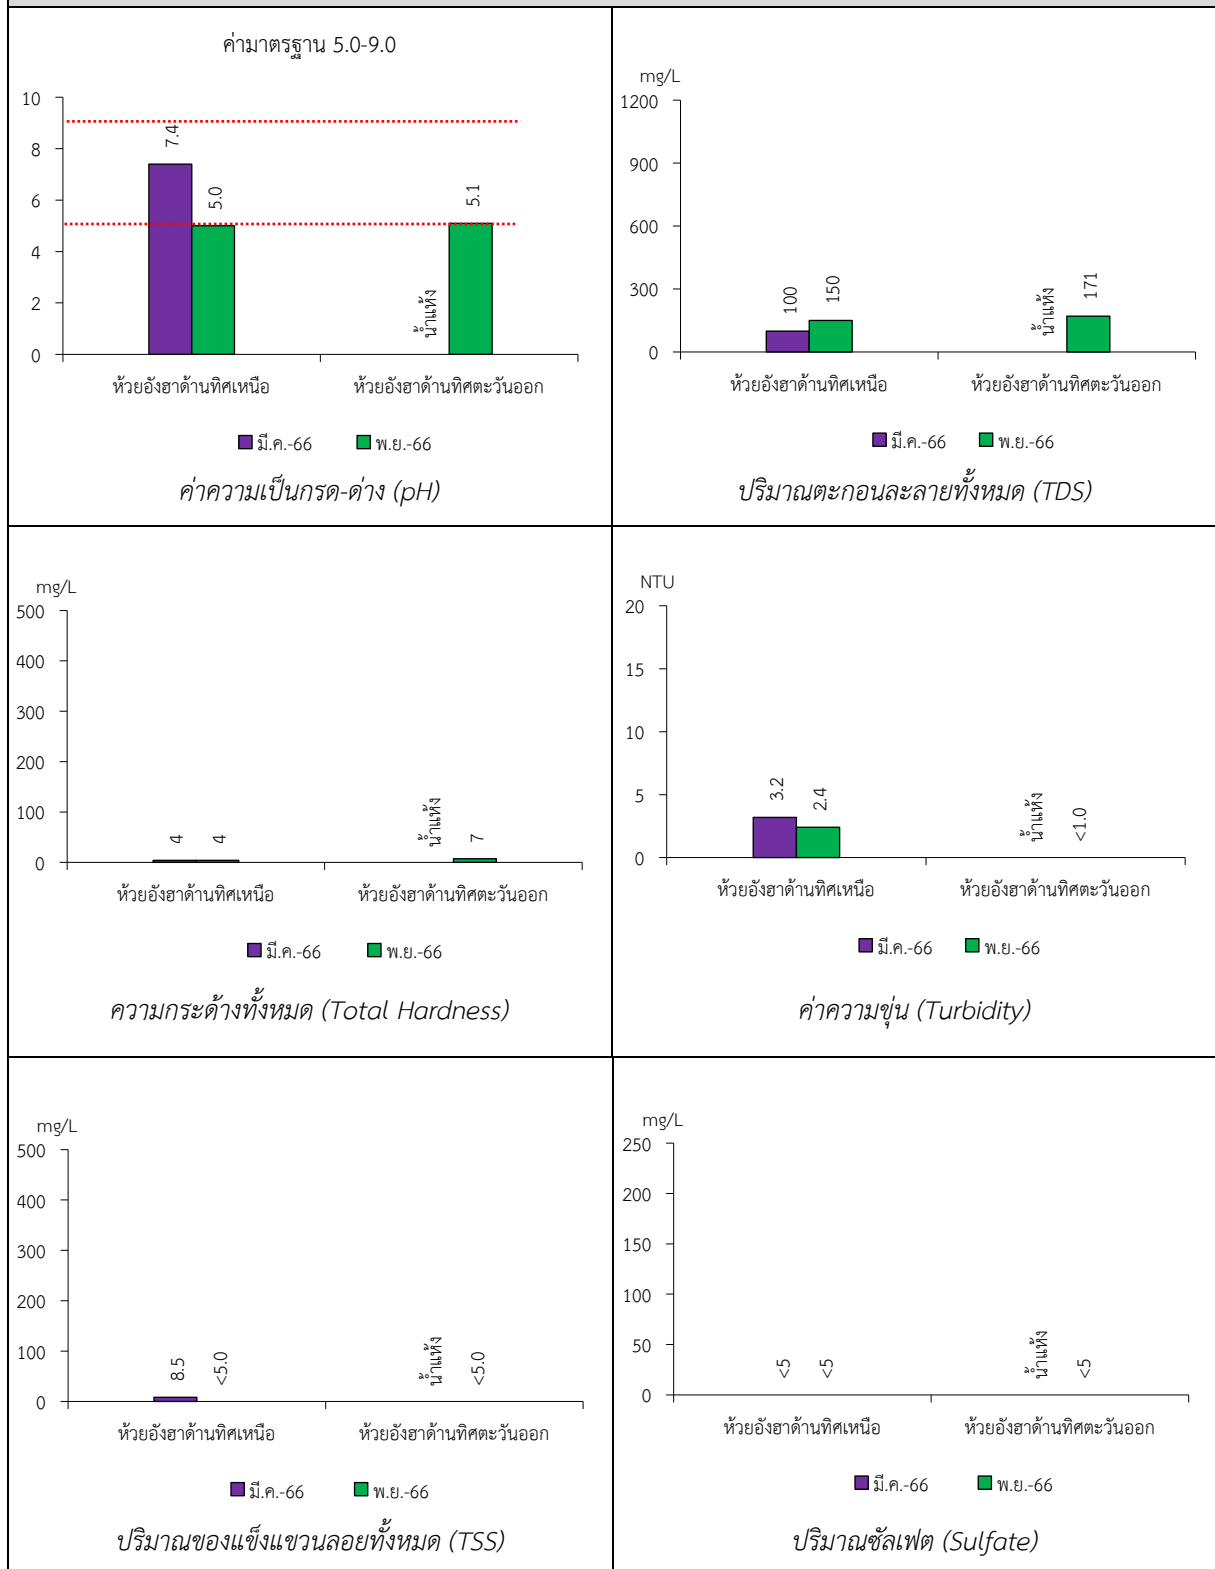 ค่ามาตรฐาน 5.0-9.0
10
8
6
4
2
0
7.4
5.0
น้ำแห้ง
5.1
ห้วยอังฮาด้านทิศเหนือ
ห้วยอังฮาด้านทิศตะวันออก
มี.ค.-66
พ.ย.-66
ค่าความเป็นกรด-ด่าง (pH)
mg/L
1200
900
600
300
0
100
150
น้ำแห้ง
171
ห้วยอังฮาด้านทิศเหนือ
ห้วยอังฮาด้านทิศตะวันออก
มี.ค.-66
พ.ย.-66
ปริมาณตะกอนละลายทั้งหมด (TDS)
mg/L
500
400
300
200
100
0
4
4
น้ำแห้ง
7
ห้วยอังฮาด้านทิศเหนือ
ห้วยอังฮาด้านทิศตะวันออก
มี.ค.-66
พ.ย.-66
ความกระด้างทั้งหมด (Total Hardness)
NTU
20
15
10
5
0
3.2
2.4
น้ำแห้ง
<1.0
ห้วยอังฮาด้านทิศเหนือ
ห้วยอังฮาด้านทิศตะวันออก
มี.ค.-66
พ.ย.-66
ค่าความขุ่น (Turbidity)
mg/L
500
400
300
200
100
0
8.5
<5.0
น้ำแห้ง
<5.0
ห้วยอังฮาด้านทิศเหนือ
ห้วยอังฮาด้านทิศตะวันออก
มี.ค.-66
พ.ย.-66
ปริมาณของแข็งแขวนลอยทั้งหมด (TSS)
mg/L
250
200
150
100
50
0
<5
<5
น้ำแห้ง
<5
ห้วยอังฮาด้านทิศเหนือ
ห้วยอังฮาด้านทิศตะวันออก
มี.ค.-66
พ.ย.-66
ปริมาณซัลเฟต (Sulfate)